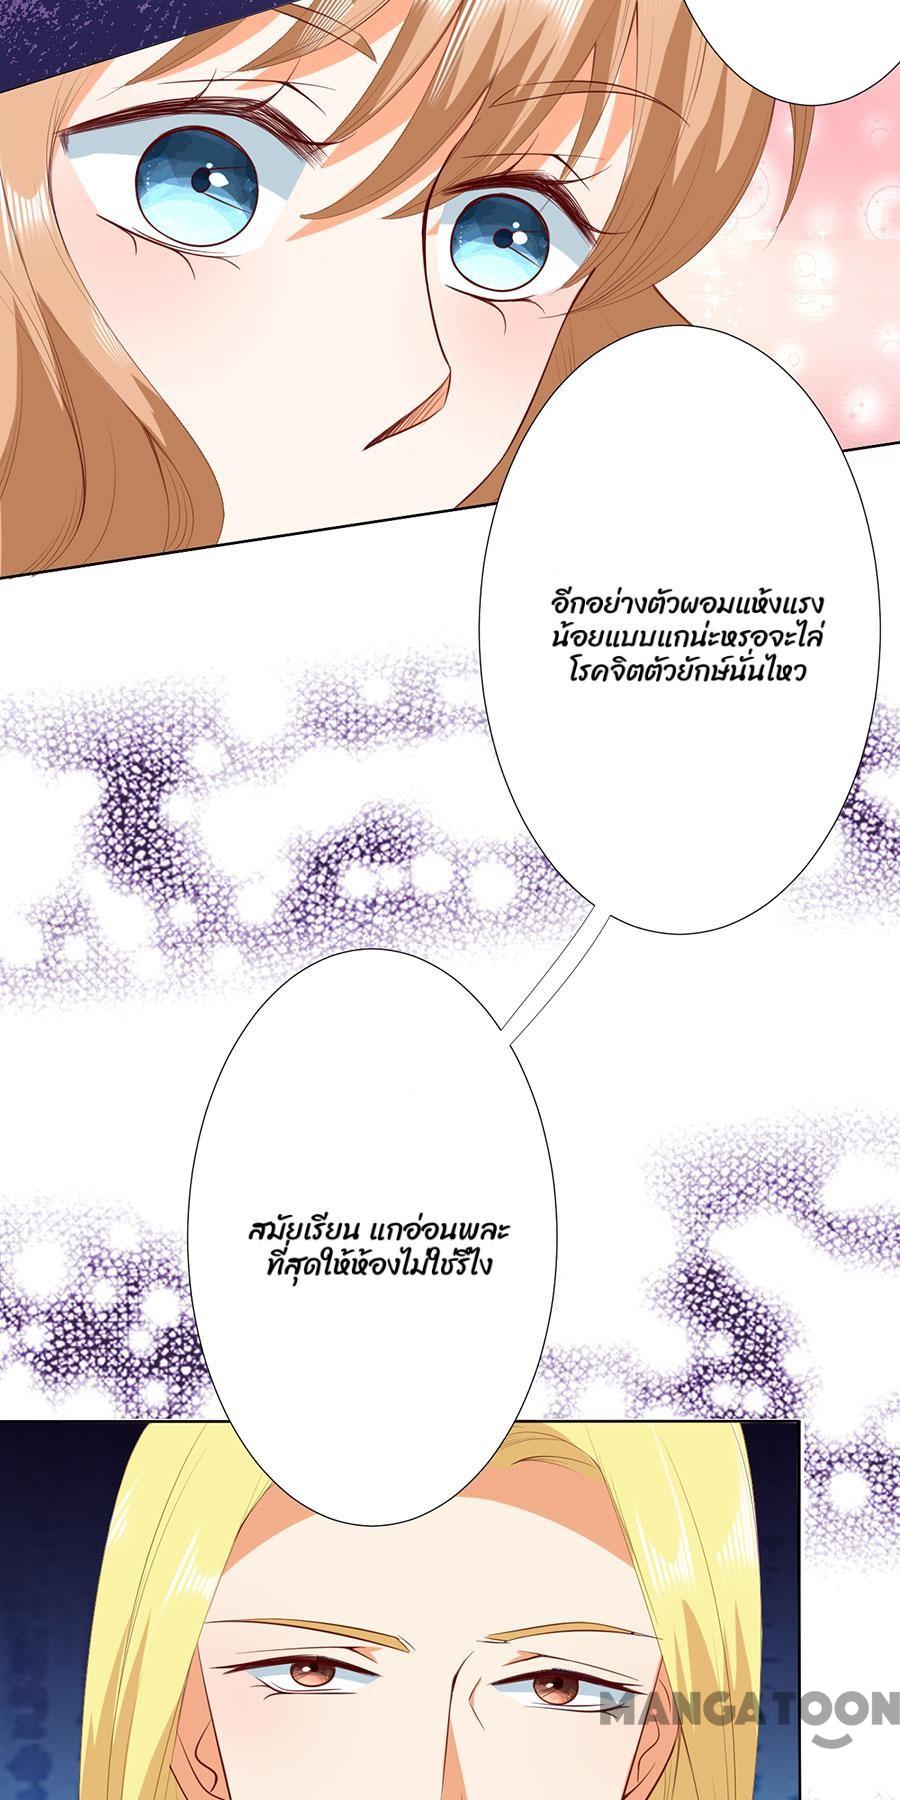 อีกอย่างตัวผอมแห้งแรง
น้อยแบบแกน่ะหรอจะไล่
โรคจิตตัวยักษ์นั่นไหว
สมัยเรียน แกอ่อนพละ
ที่สุดให้ห้องไม่ใช่รึไง
MANGATOON